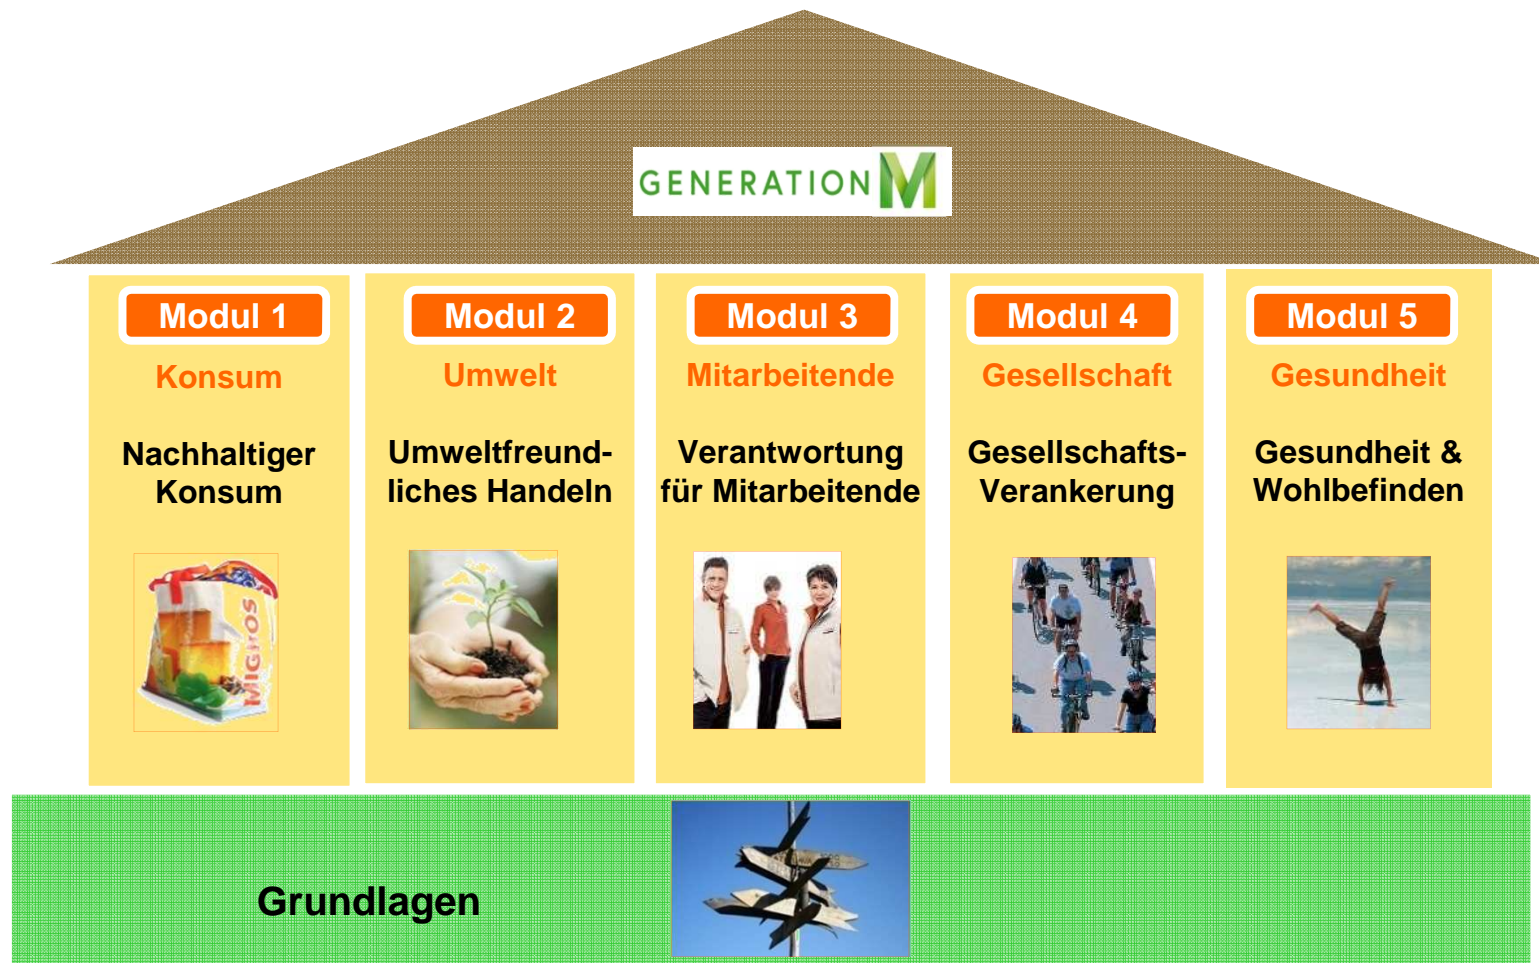 GENERATION M
Modul 1
Konsum
Nachhaltiger
Konsum
MIGROS
Modul 2
Umwelt
Umweltfreund-
liches Handeln
Modul 3
Mitarbeitende
Verantwortung
für Mitarbeitende
Modul 4
Gesellschaft
Gesellschafts-
Verankerung
Modul 5
Gesundheit
Gesundheit &
Wohlbefinden
Grundlagen